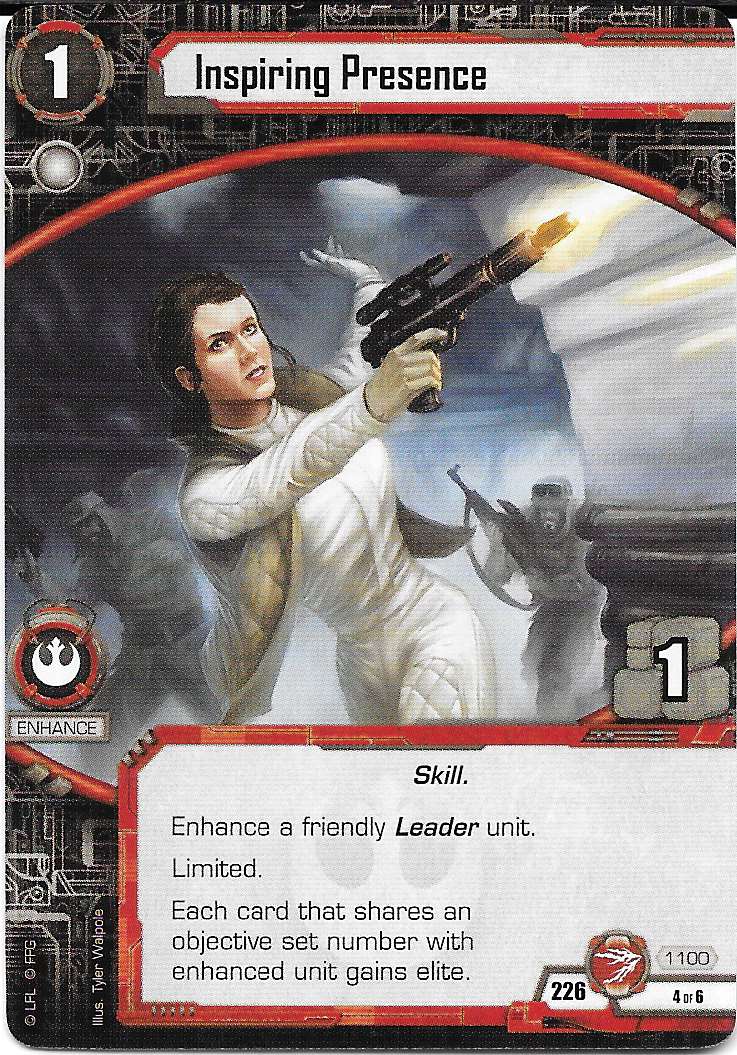 1
Inspiring Presence
ENHANCE
1
Skill.
Enhance a friendly Leader unit.
Limited.
Each card that shares an
objective set number with
enhanced unit gains elite.
© LFL © FFG
Illus. Tyler Walpole
226
1100
4 OF 6